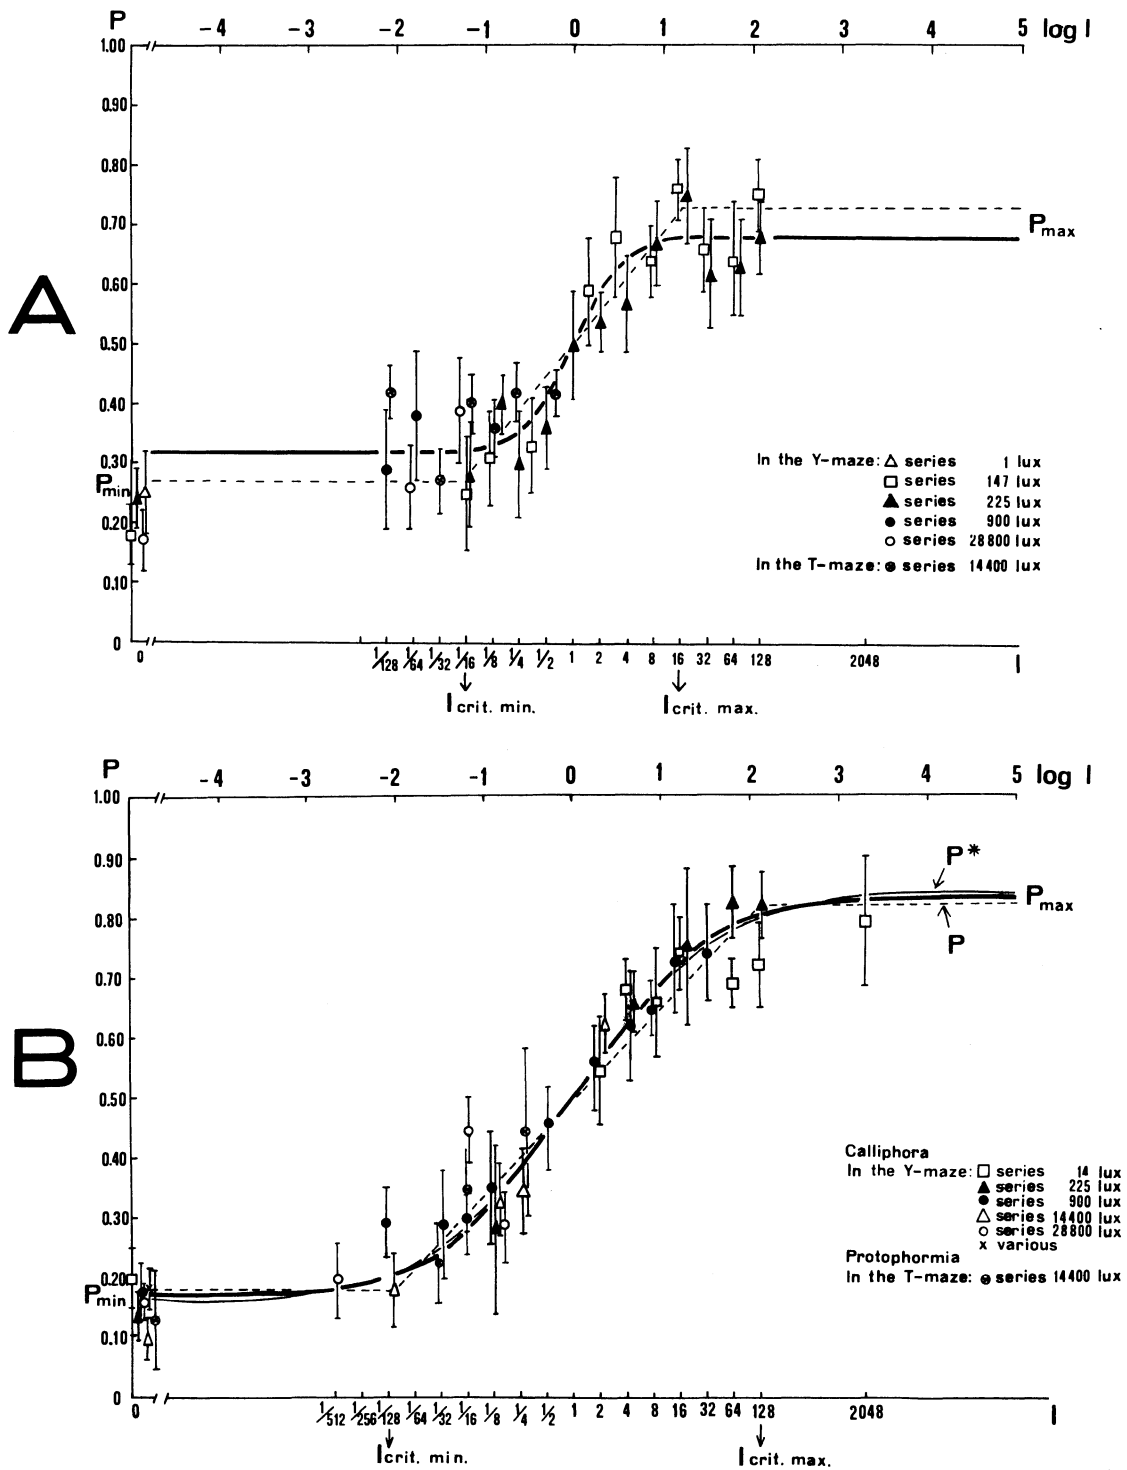 P -4 -3 -2 -1 0 1 2 3 4 5 log I
1.00
0.90
0.80
0.70
Pmax
0.60
A
0.50
0.40
0.30
Pmin
0.20
0.10
0
In the Y-maze: △ series 1 lux
□ series 147 lux
▲ series 225 lux
● series 900 lux
○ series 28800 lux
In the T-maze: ⊗ series 14400 lux
0 1/128 1/64 1/32 1/16 1/8 1/4 1/2 1 2 4 8 16 32 64 128 2048 I
I crit. min. I crit. max.
P -4 -3 -2 -1 0 1 2 3 4 5 log I
1.00
0.90
P*
Pmax
P
0.80
0.70
0.60
B
0.50
0.40
0.30
0.20
Pmin
0.10
0
Calliphora
In the Y-maze: □ series 14 lux
▲ series 225 lux
● series 900 lux
△ series 14400 lux
○ series 28800 lux
x various
Protophormia
In the T-maze: ⊗ series 14400 lux
0 1/512 1/256 1/128 1/64 1/32 1/16 1/8 1/4 1/2 1 2 4 8 16 32 64 128 2048 I
I crit. min. I crit. max.